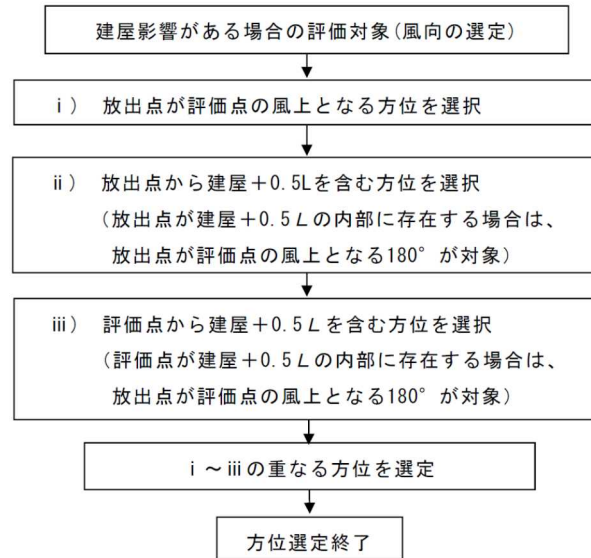 建屋影響がある場合の評価対象(風向の選定)
ⅰ) 放出点が評価点の風上となる方位を選択
ⅱ) 放出点から建屋+0.5Lを含む方位を選択
(放出点が建屋+0.5Lの内部に存在する場合は、
放出点が評価点の風上となる180°が対象)
ⅲ) 評価点から建屋+0.5Lを含む方位を選択
(評価点が建屋+0.5Lの内部に存在する場合は、
放出点が評価点の風上となる180°が対象)
ⅰ～ⅲの重なる方位を選定
方位選定終了